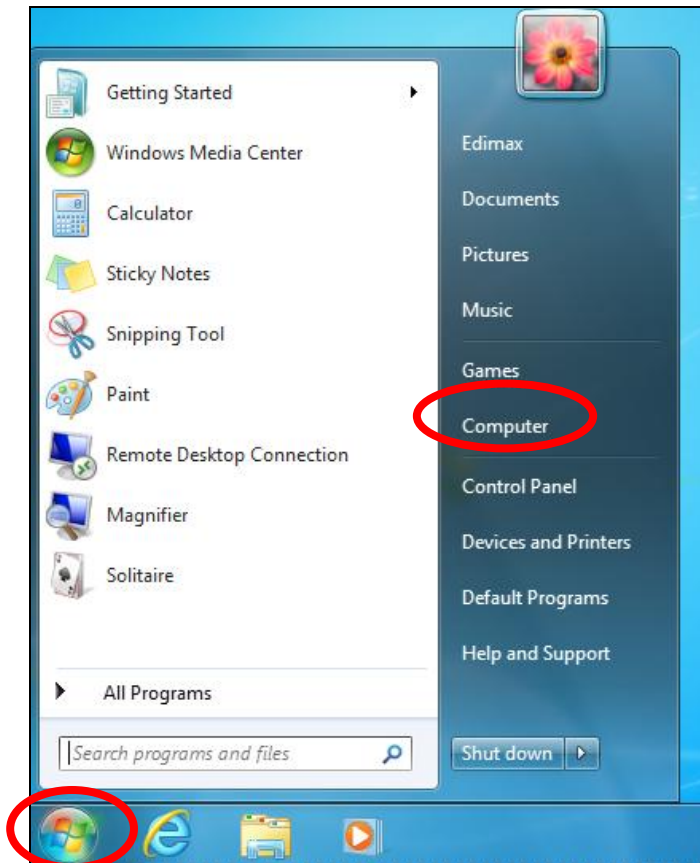 Getting Started
Windows Media Center
Calculator
Sticky Notes
Snipping Tool
Paint
Remote Desktop Connection
Magnifier
Solitaire
All Programs
Search programs and files
Edimax
Documents
Pictures
Music
Games
Computer
Control Panel
Devices and Printers
Default Programs
Help and Support
Shut down